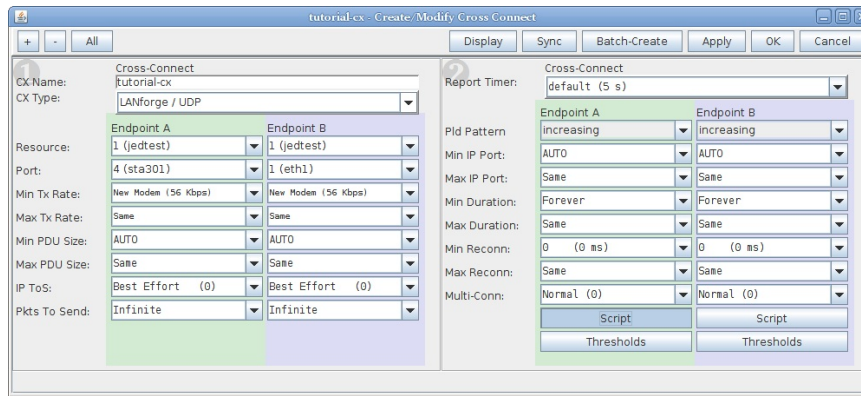 tutorial-cx - Create/Modify Cross Connect
+ - All Display Sync Batch-Create Apply OK Cancel
1
Cross-Connect
CX Name: tutorial-cx
CX Type: LANforge / UDP
Endpoint A Endpoint B
Resource: 1 (jedtest) 1 (jedtest)
Port: 4 (sta301) 1 (eth1)
Min Tx Rate: New Modem (56 Kbps) New Modem (56 Kbps)
Max Tx Rate: Same Same
Min PDU Size: AUTO AUTO
Max PDU Size: Same Same
IP ToS: Best Effort (0) Best Effort (0)
Pkts To Send: Infinite Infinite
2
Cross-Connect
Report Timer: default (5 s)
Endpoint A Endpoint B
Pld Pattern increasing increasing
Min IP Port: AUTO AUTO
Max IP Port: Same Same
Min Duration: Forever Forever
Max Duration: Same Same
Min Reconn: 0 (0 ms) 0 (0 ms)
Max Reconn: Same Same
Multi-Conn: Normal (0) Normal (0)
Script Script
Thresholds Thresholds